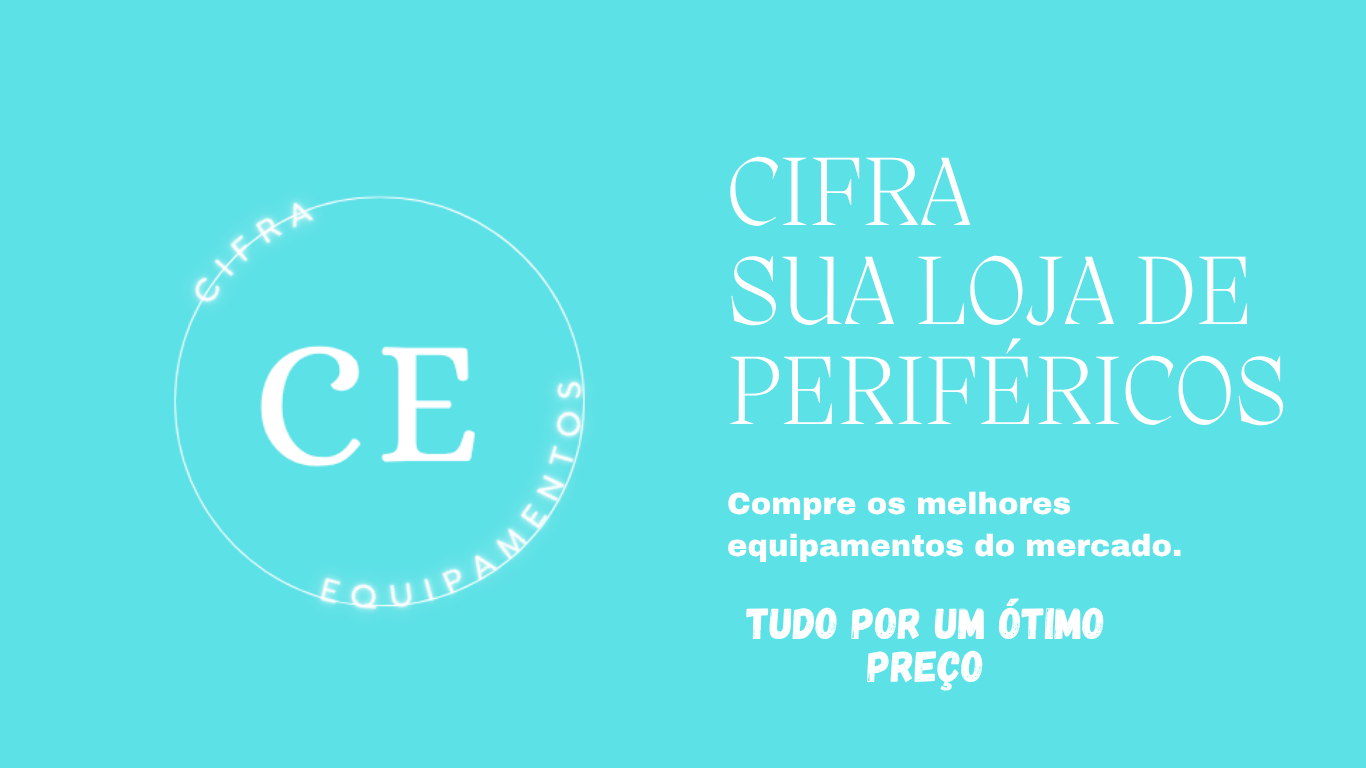 CIFRA
CE
EQUIPAMENTOS
CIFRA
SUA LOJA DE
PERIFÉRICOS
Compre os melhores
equipamentos do mercado.
TUDO POR UM ÓTIMO
PREÇO